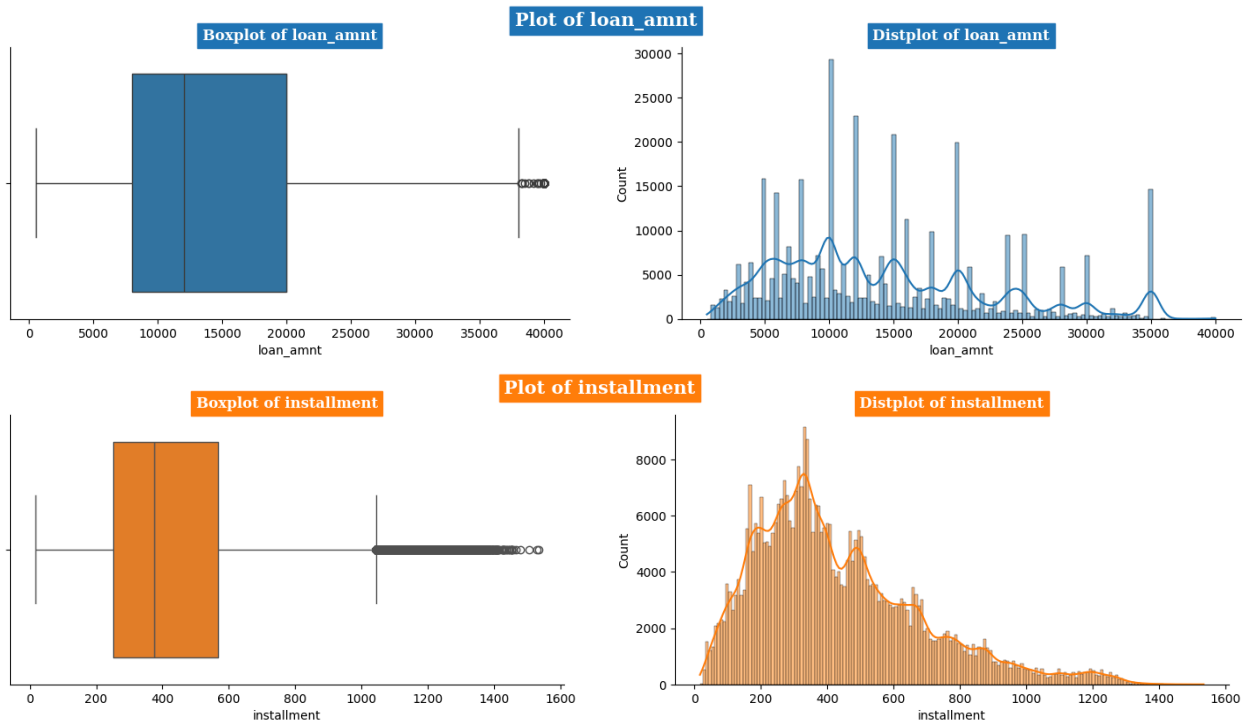 Plot of loan_amnt
Boxplot of loan_amnt
0 5000 10000 15000 20000 25000 30000 35000 40000
loan_amnt
Distplot of loan_amnt
30000
25000
20000
15000
10000
5000
0
Count
0 5000 10000 15000 20000 25000 30000 35000 40000
loan_amnt
Plot of installment
Boxplot of installment
0 200 400 600 800 1000 1200 1400 1600
installment
Distplot of installment
8000
6000
4000
2000
0
Count
0 200 400 600 800 1000 1200 1400 1600
installment